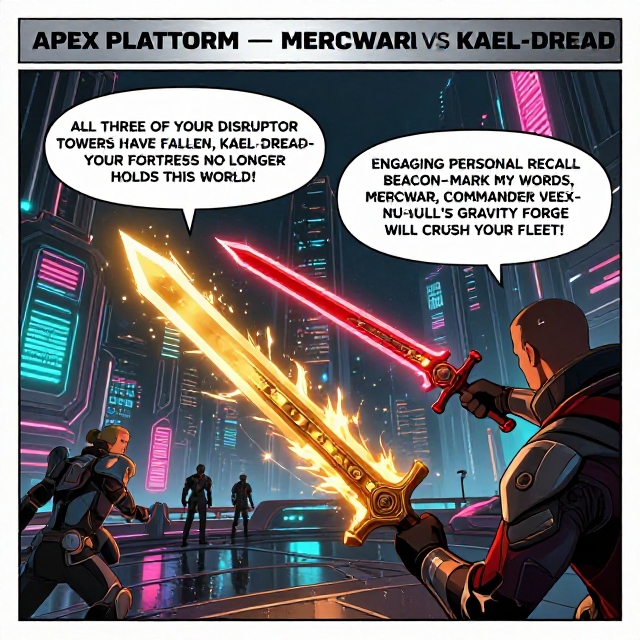 APEX PLATTORM — MERCWARI VS KAEL-DREAD
ALL THREE OF YOUR DISRUPTOR
TOWERS HAVE FALLEN, KAEL-DREAD-
YOUR FORTRESS NO LONGER
HOLDS THIS WORLD!
ENGAGING PERSONAL RECALL
BEACON–MARK MY WORDS,
MERCWAR, COMMANDER VEEX-
NU-ULL'S GRAVITY FORGE
WILL CRUSH YOUR FLEET!